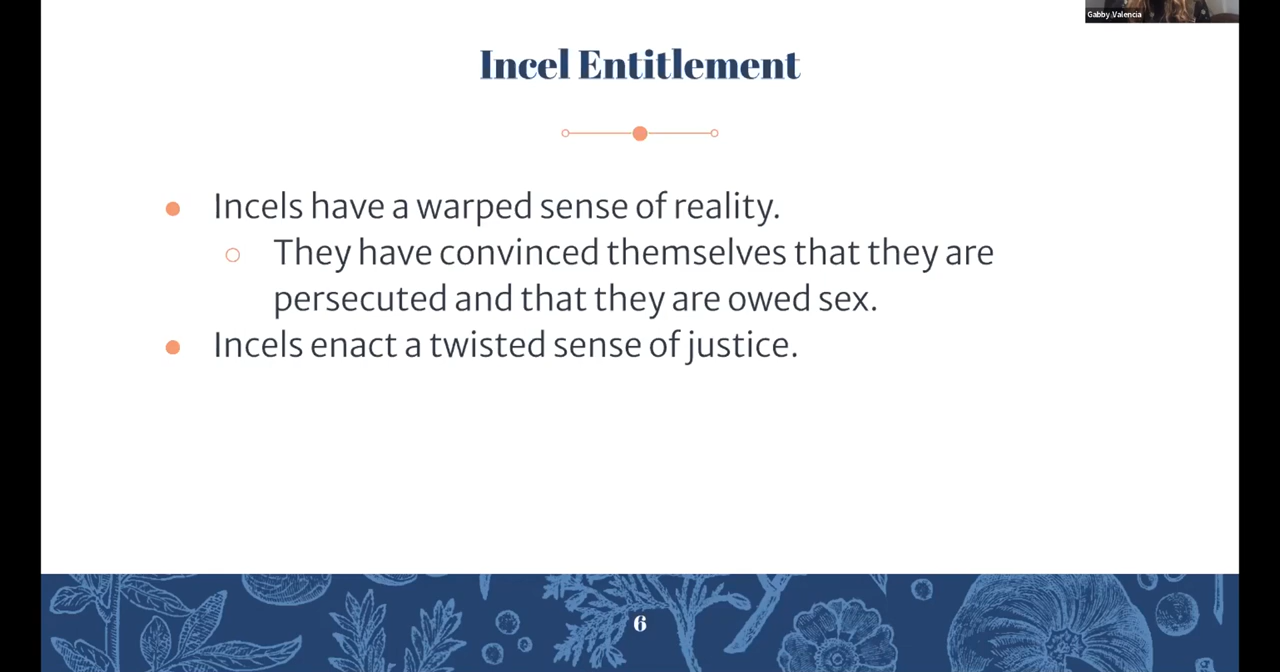 Gabby Valencia
Incel Entitlement
Incels have a warped sense of reality.
They have convinced themselves that they are
persecuted and that they are owed sex.
Incels enact a twisted sense of justice.
6